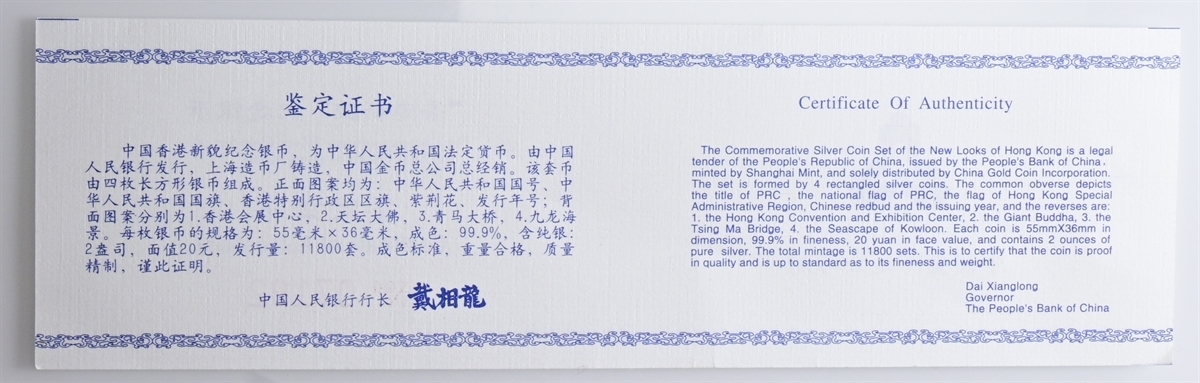 鉴定证书
中国香港新貌纪念银币，为中华人民共和国法定货币。由中国
人民银行发行，上海造币厂铸造，中国金币总公司总经销。该套币
由四枚长方形银币组成。正面图案均为：中华人民共和国国号、中
华人民共和国国旗、香港特别行政区区旗、紫荆花、发行年号；背
面图案分别为1.香港会展中心，2.天坛大佛，3.青马大桥，4.九龙海
景。每枚银币的规格为：55毫米×36毫米，成色：99.9%，含纯银：
2盎司，面值20元，发行量：11800套。成色标准，重量合格，质量
精制，谨此证明。
中国人民银行行长 戴相龍
Certificate Of Authenticity
The Commemorative Silver Coin Set of the New Looks of Hong Kong is a legal
tender of the People's Republic of China, issued by the People's Bank of China,
minted by Shanghai Mint, and solely distributed by China Gold Coin Incorporation.
The set is formed by 4 rectangled silver coins. The common obverse depicts
the title of PRC , the national flag of PRC, the flag of Hong Kong Special
Administrative Region, Chinese redbud and the issuing year, and the reverses are:
1. the Hong Kong Convention and Exhibition Center, 2. the Giant Buddha, 3. the
Tsing Ma Bridge, 4. the Seascape of Kowloon. Each coin is 55mmX36mm in
dimension, 99.9% in fineness, 20 yuan in face value, and contains 2 ounces of
pure silver. The total mintage is 11800 sets. This is to certify that the coin is proof
in quality and is up to standard as to its fineness and weight.
Dai Xianglong
Governor
The People's Bank of China